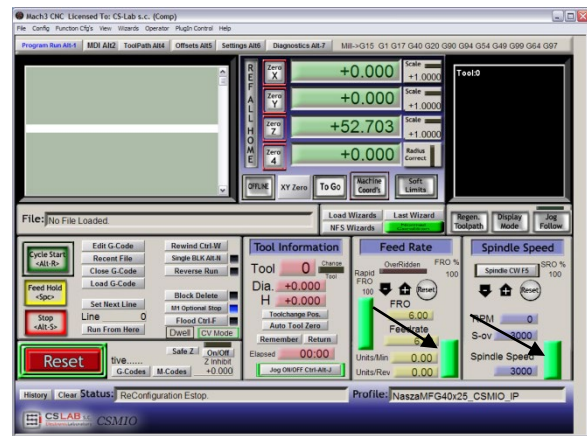 Mach3 CNC Licensed To: CS-Lab s.c. (Comp)
File Config Function Cfg's View Wizards Operator PlugIn Control Help
Program Run Alt-1 MDI Alt2 ToolPath Alt4 Offsets Alt5 Settings Alt6 Diagnostics Alt-7 Mill->G15 G1 G17 G40 G20 G90 G94 G54 G49 G99 G64 G97
REF ALL HOME
Zero X +0.000 Scale +1.0000
Zero Y +0.000 Scale +1.0000
Zero 7 +52.703 Scale +1.0000
Zero 4 +0.000 Radius Correct
OFFLINE XY Zero To Go Machine Coord's Soft Limits
Tool:0
File: No File Loaded.
Load Wizards Last Wizard
NFS Wizards
Regen. Toolpath Display Mode Jog Follow
Cycle Start <Alt-R>
Feed Hold <Spc>
Stop <Alt-S>
Edit G-Code Rewind Ctrl-W
Recent File Single BLK Alt-N
Close G-Code Reverse Run
Load G-Code
Set Next Line Block Delete
Line 0 M1 Optional Stop
Run From Here Flood Ctrl-F
Dwell CV Mode
Reset
tive......
G-Codes M-Codes
Safe Z On/Off
Z Inhibit
+0.000
Tool Information
Tool 0 Change Tool
Dia. +0.000
H +0.000
Toolchange Pos.
Auto Tool Zero
Remember Return
Elapsed 00:00
Jog ON/OFF Ctrl-Alt-J
Feed Rate
OverRidden FRO % 100
Rapid FRO 100
Reset
FRO
6.00
Feedrate
Units/Min 0.00
Units/Rev 0.00
Spindle Speed
Spindle CW F5 SRO % 100
Reset
RPM 0
S-ov 3000
Spindle Speed
3000
History Clear Status: ReConfiguration Estop. Profile: NaszaMFG40x25_CSMIO_IP
CSLAB s.c. CSMIO